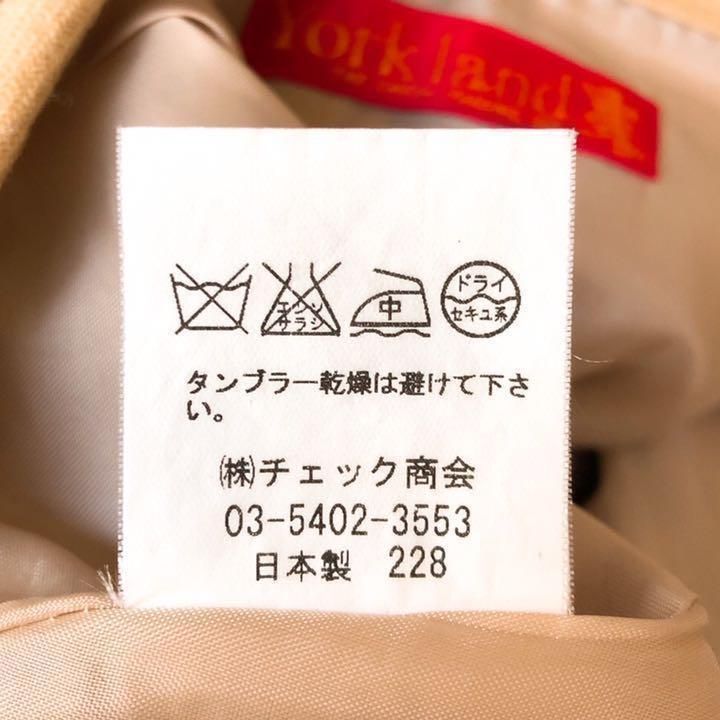 Yorkland
エンソ
サラシ
中
ドライ
セキユ系
タンブラー乾燥は避けて下さ
い。
㈱チェック商会
03-5402-3553
日本製 228